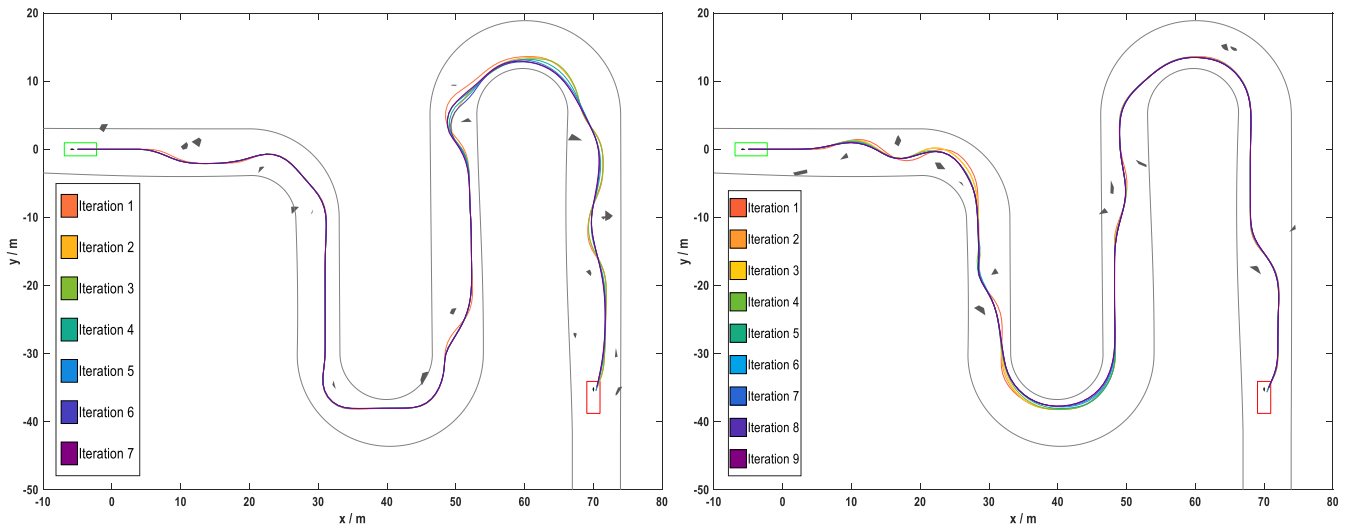 20
10
0
-10
-20
-30
-40
-50
y / m
Iteration 1
Iteration 2
Iteration 3
Iteration 4
Iteration 5
Iteration 6
Iteration 7
-10 0 10 20 30 40 50 60 70 80
x / m
20
10
0
-10
-20
-30
-40
-50
y / m
Iteration 1
Iteration 2
Iteration 3
Iteration 4
Iteration 5
Iteration 6
Iteration 7
Iteration 8
Iteration 9
-10 0 10 20 30 40 50 60 70 80
x / m